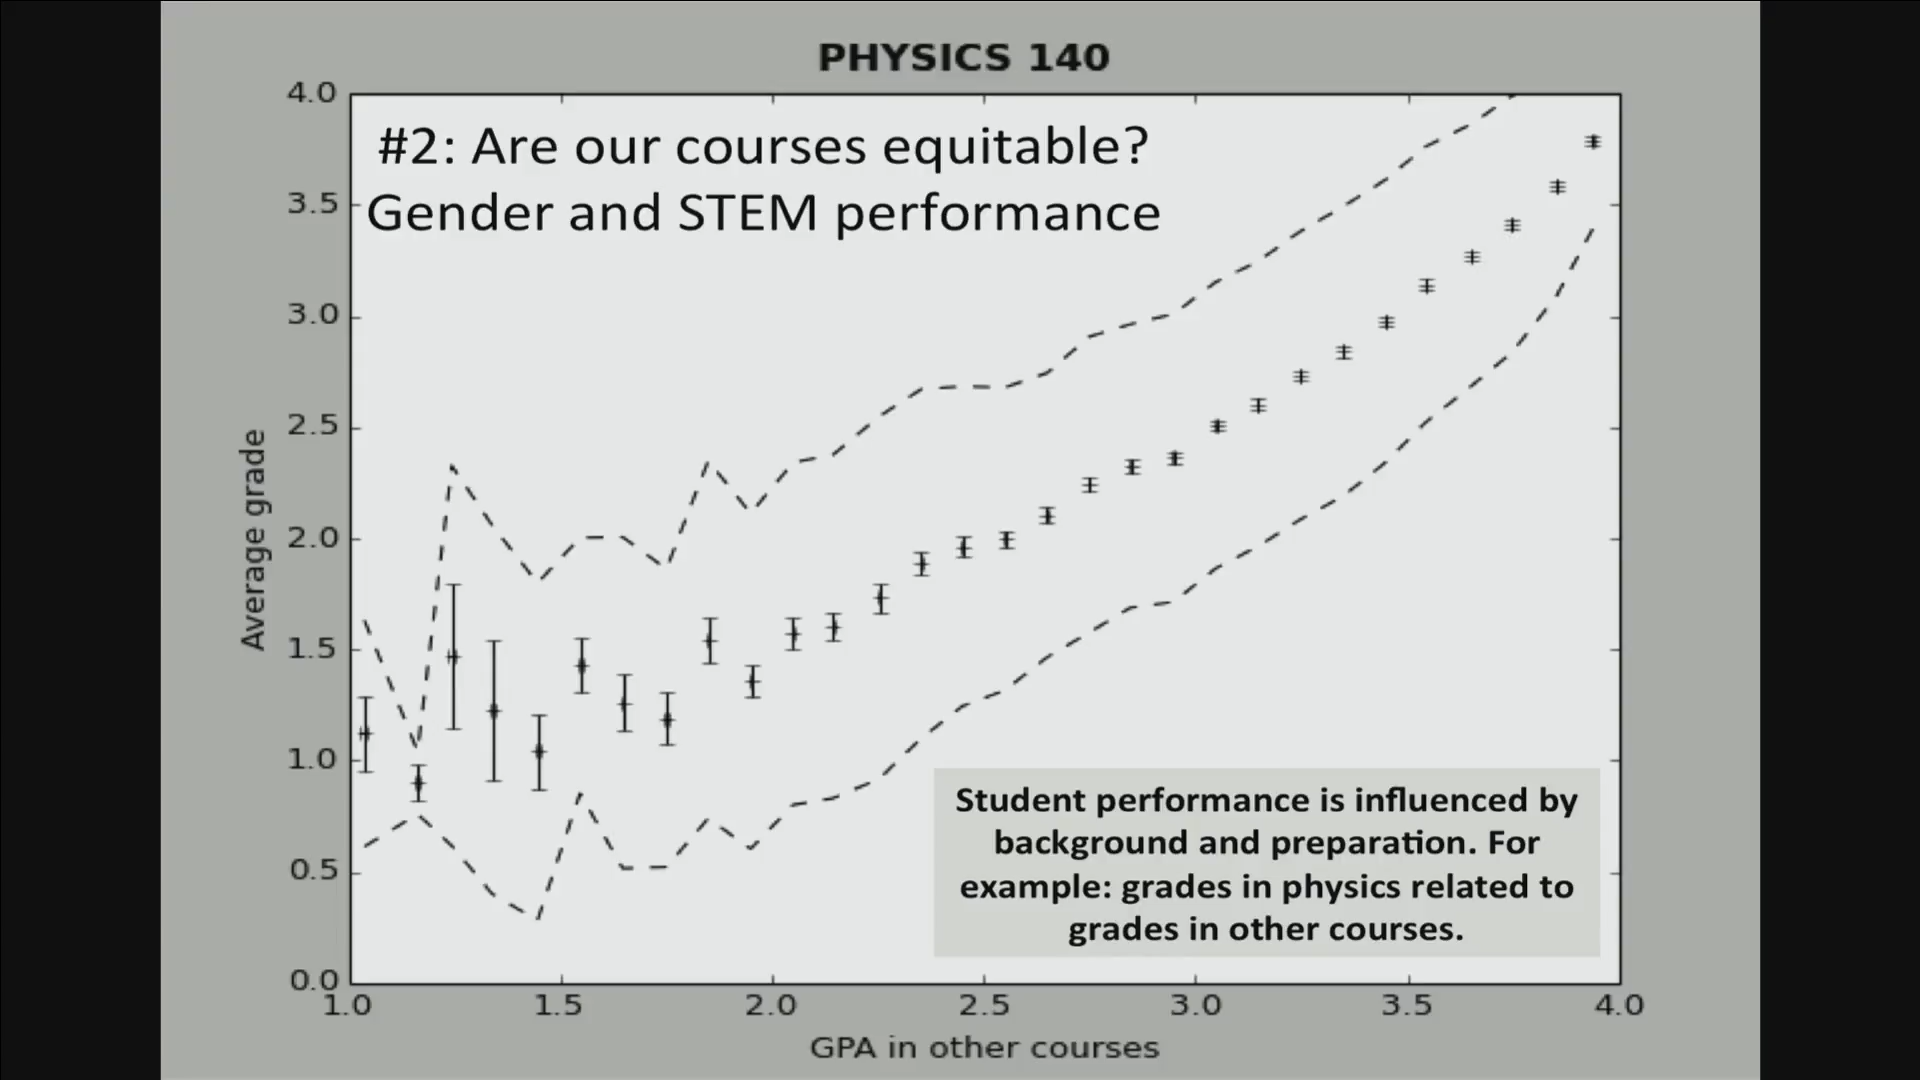 PHYSICS 140
#2: Are our courses equitable?
Gender and STEM performance
4.0
3.5
3.0
2.5
2.0
1.5
1.0
0.5
0.0
Average grade
Student performance is influenced by
background and preparation. For
example: grades in physics related to
grades in other courses.
1.0 1.5 2.0 2.5 3.0 3.5 4.0
GPA in other courses